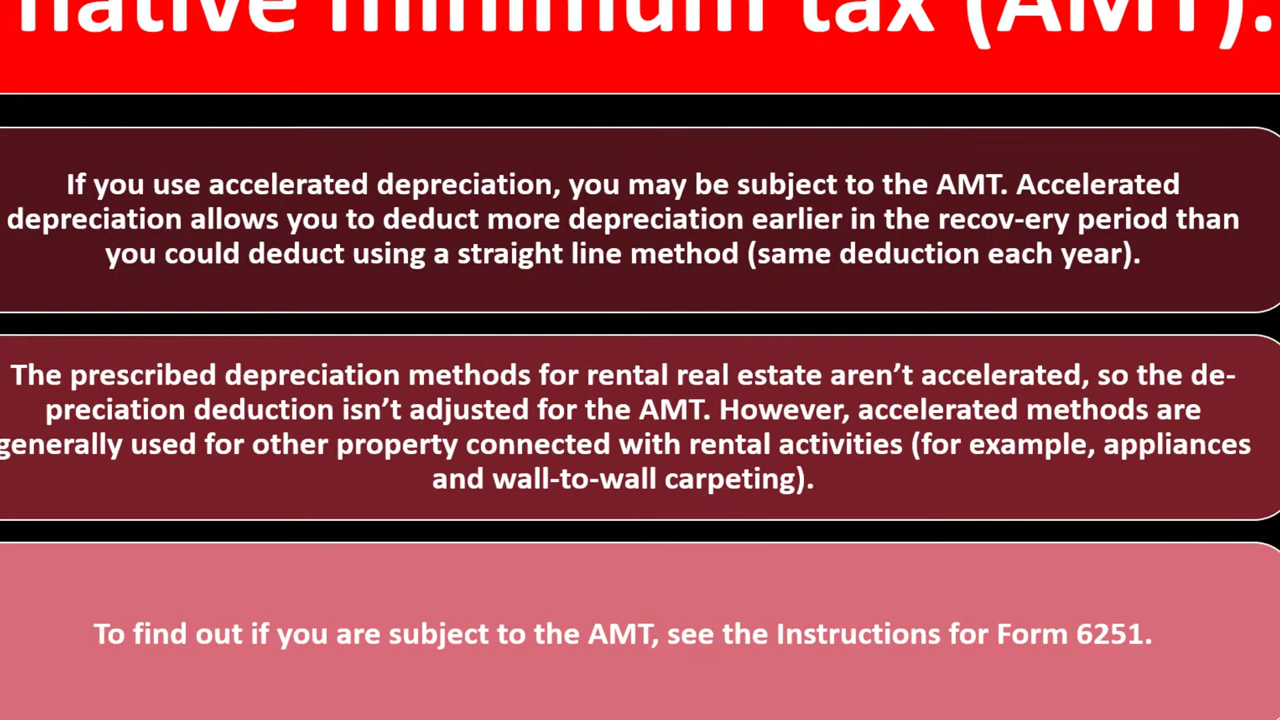 native minimum tax (AMT).
If you use accelerated depreciation, you may be subject to the AMT. Accelerated
depreciation allows you to deduct more depreciation earlier in the recov-ery period than
you could deduct using a straight line method (same deduction each year).
The prescribed depreciation methods for rental real estate aren’t accelerated, so the de-
preciation deduction isn’t adjusted for the AMT. However, accelerated methods are
generally used for other property connected with rental activities (for example, appliances
and wall-to-wall carpeting).
To find out if you are subject to the AMT, see the Instructions for Form 6251.